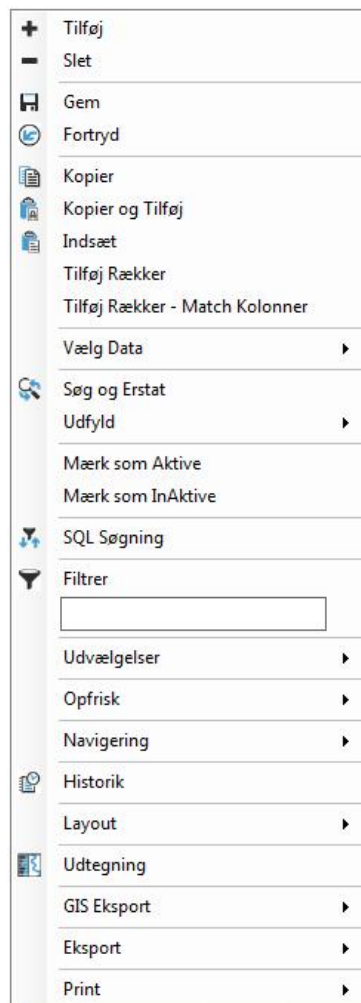 Tilføj
Slet
Gem
Fortryd
Kopier
Kopier og Tilføj
Indsæt
Tilføj Rækker
Tilføj Rækker - Match Kolonner
Vælg Data
Søg og Erstat
Udfyld
Mærk som Aktive
Mærk som InAktive
SQL Søgning
Filtrer
Udvælgelser
Opfrisk
Navigering
Historik
Layout
Udtegning
GIS Eksport
Eksport
Print